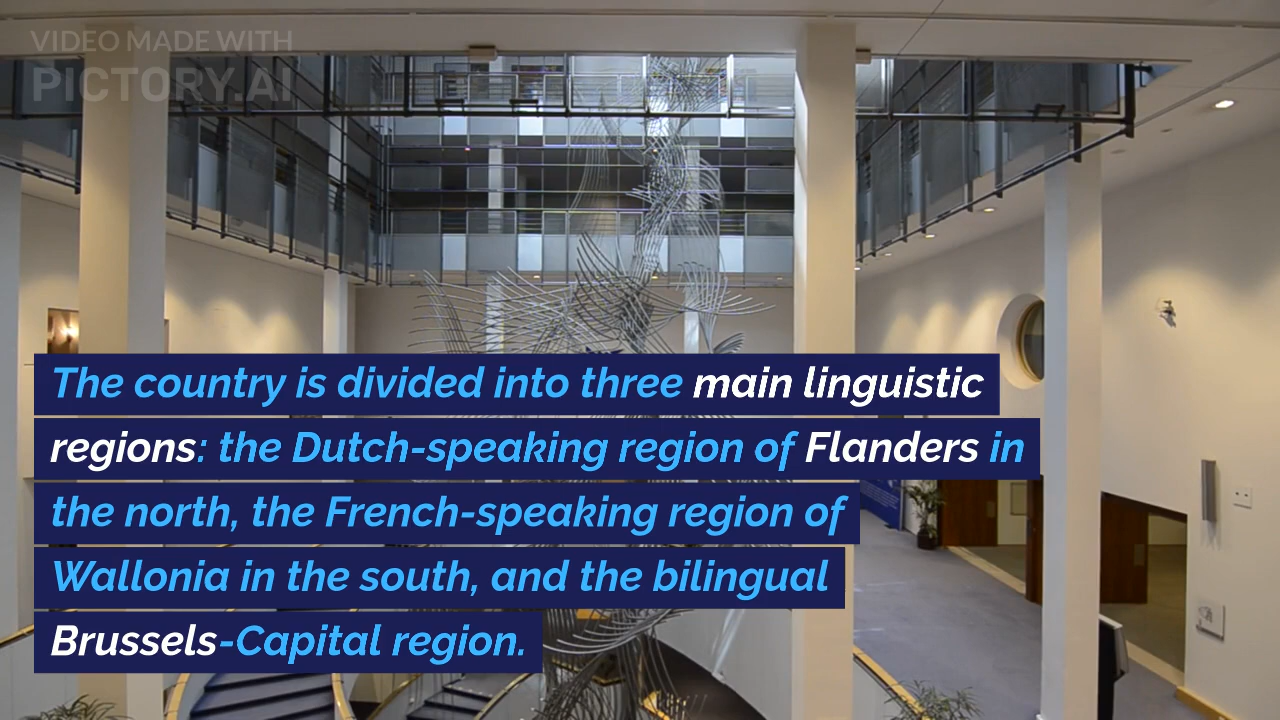 VIDEO MADE WITH
PICTORY.AI
The country is divided into three main linguistic
regions: the Dutch-speaking region of Flanders in
the north, the French-speaking region of
Wallonia in the south, and the bilingual
Brussels-Capital region.